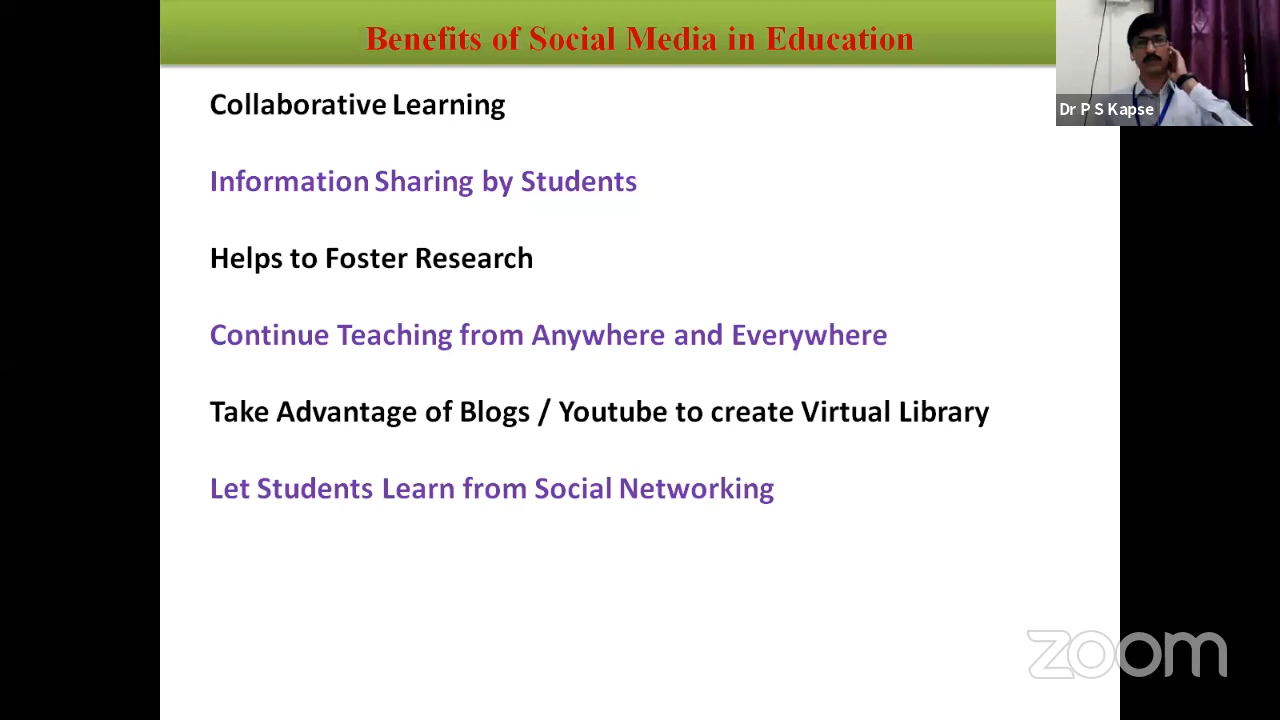 Benefits of Social Media in Education
Dr P S Kapse
Collaborative Learning
Information Sharing by Students
Helps to Foster Research
Continue Teaching from Anywhere and Everywhere
Take Advantage of Blogs / Youtube to create Virtual Library
Let Students Learn from Social Networking
zoom